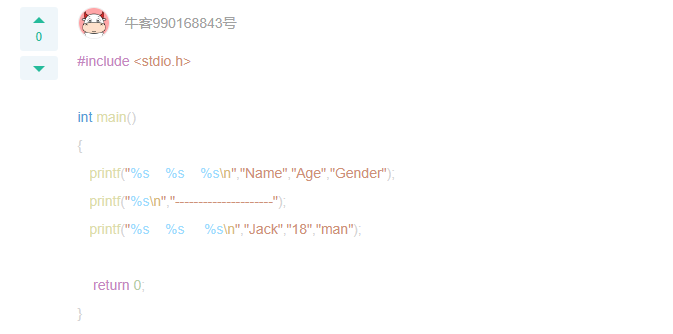 牛客990168843号
0
#include <stdio.h>
int main()
{
printf("%s    %s    %s\n","Name","Age","Gender");
printf("%s\n","---------------------");
printf("%s    %s     %s\n","Jack","18","man");
return 0;
}